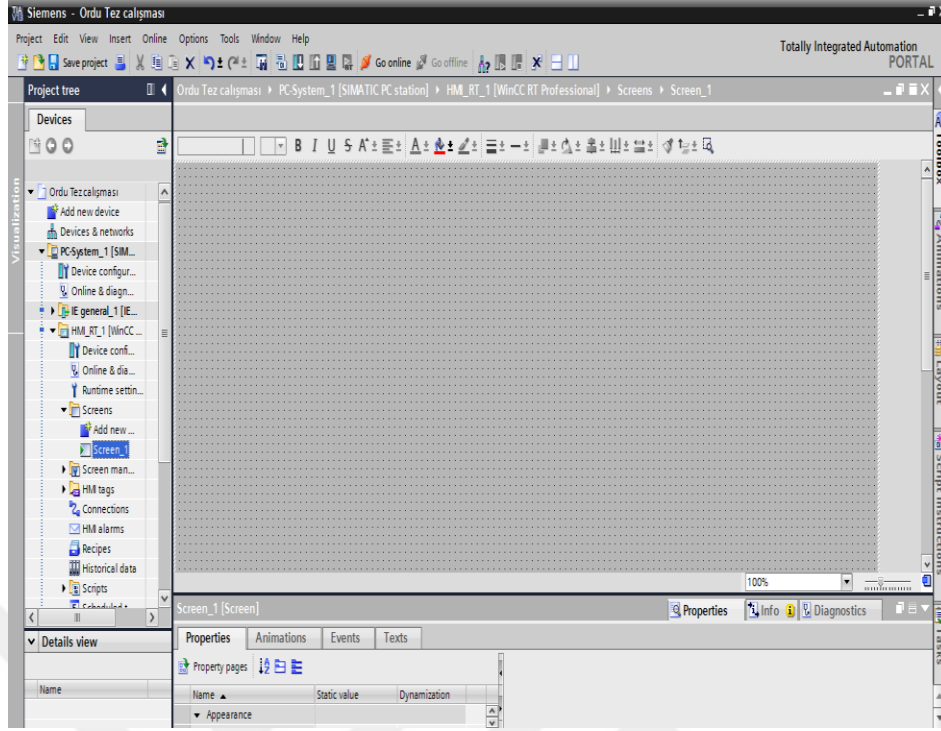 Siemens - Ordu Tez calışması
Project Edit View Insert Online Options Tools Window Help
Totally Integrated Automation
PORTAL
Save project Go online Go offline
Project tree
Ordu Tez calışması PC-System_1 [SIMATIC PC station] HMI_RT_1 [WinCC RT Professional] Screens Screen_1
Devices
B I U S A A
Visualization
Ordu Tez calışması
Add new device
Devices & networks
PC-System_1 [SIM...
Device configur...
Online & diagn...
IE general_1 [IE...
HMI_RT_1 [WinCC ...
Device confi...
Online & dia...
Runtime settin...
Screens
Add new ...
Screen_1
Screen man...
HMI tags
Connections
HMI alarms
Recipes
Historical data
Scripts
Toolbox
Animations
Layout
Script instructions
Tasks
100%
Screen_1 [Screen]
Properties Info Diagnostics
Details view
Name
Properties Animations Events Texts
Property pages
Name Static value Dynamization
Appearance